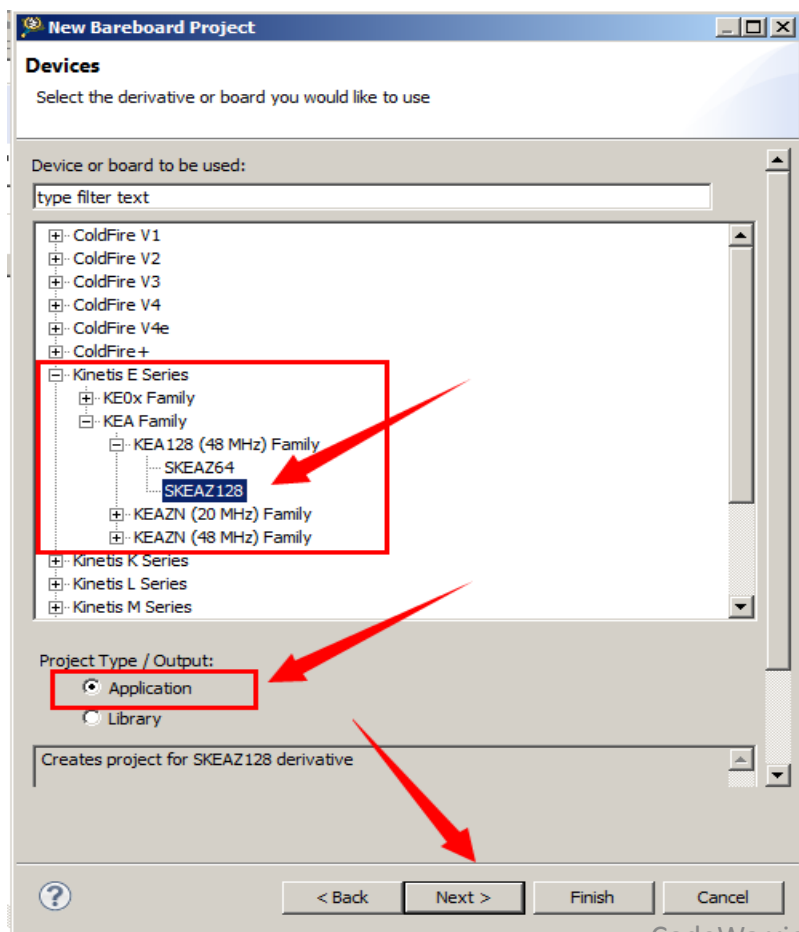 New Bareboard Project
Devices
Select the derivative or board you would like to use
Device or board to be used:
type filter text
ColdFire V1
ColdFire V2
ColdFire V3
ColdFire V4
ColdFire V4e
ColdFire+
Kinetis E Series
KE0x Family
KEA Family
KEA128 (48 MHz) Family
SKEAZ64
SKEAZ128
KEAZN (20 MHz) Family
KEAZN (48 MHz) Family
Kinetis K Series
Kinetis L Series
Kinetis M Series
Project Type / Output:
Application
Library
Creates project for SKEAZ128 derivative
?
< Back Next > Finish Cancel